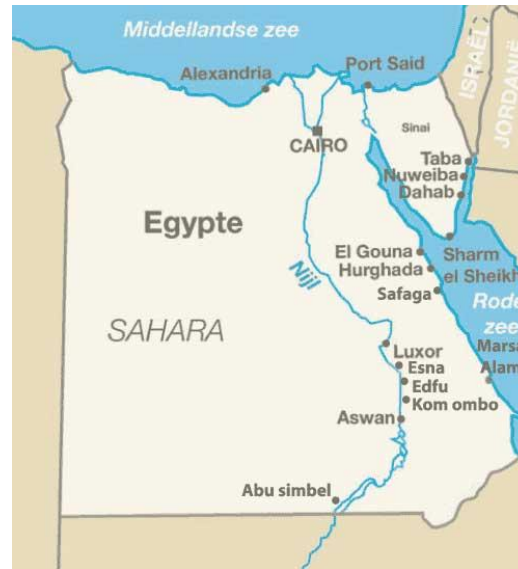 Middellandse zee
ISRAËL
JORDANIË
Alexandria
Port Said
Sinai
CAIRO
Taba
Nuweiba
Dahab
Egypte
El Gouna
Sharm
el Sheikh
Hurghada
Nijl
Safaga
Rode
zee
SAHARA
Marsa
Alam
Luxor
Esna
Edfu
Kom ombo
Aswan
Abu simbel